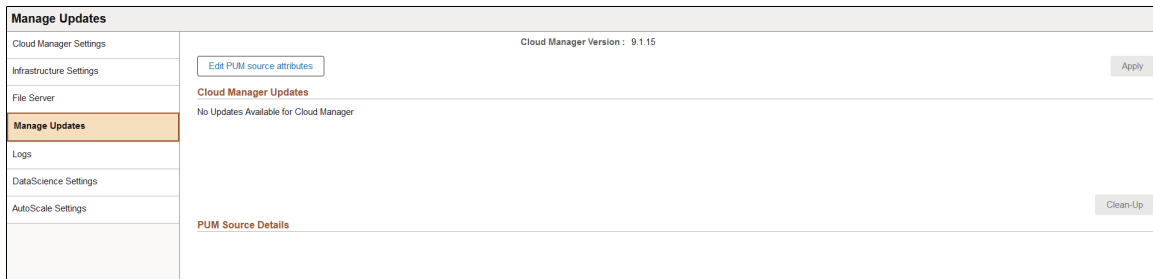 Manage Updates
Cloud Manager Settings
Infrastructure Settings
File Server
Manage Updates
Logs
DataScience Settings
AutoScale Settings
Cloud Manager Version : 9.1.15
Edit PUM source attributes
Apply
Cloud Manager Updates
No Updates Available for Cloud Manager
Clean-Up
PUM Source Details